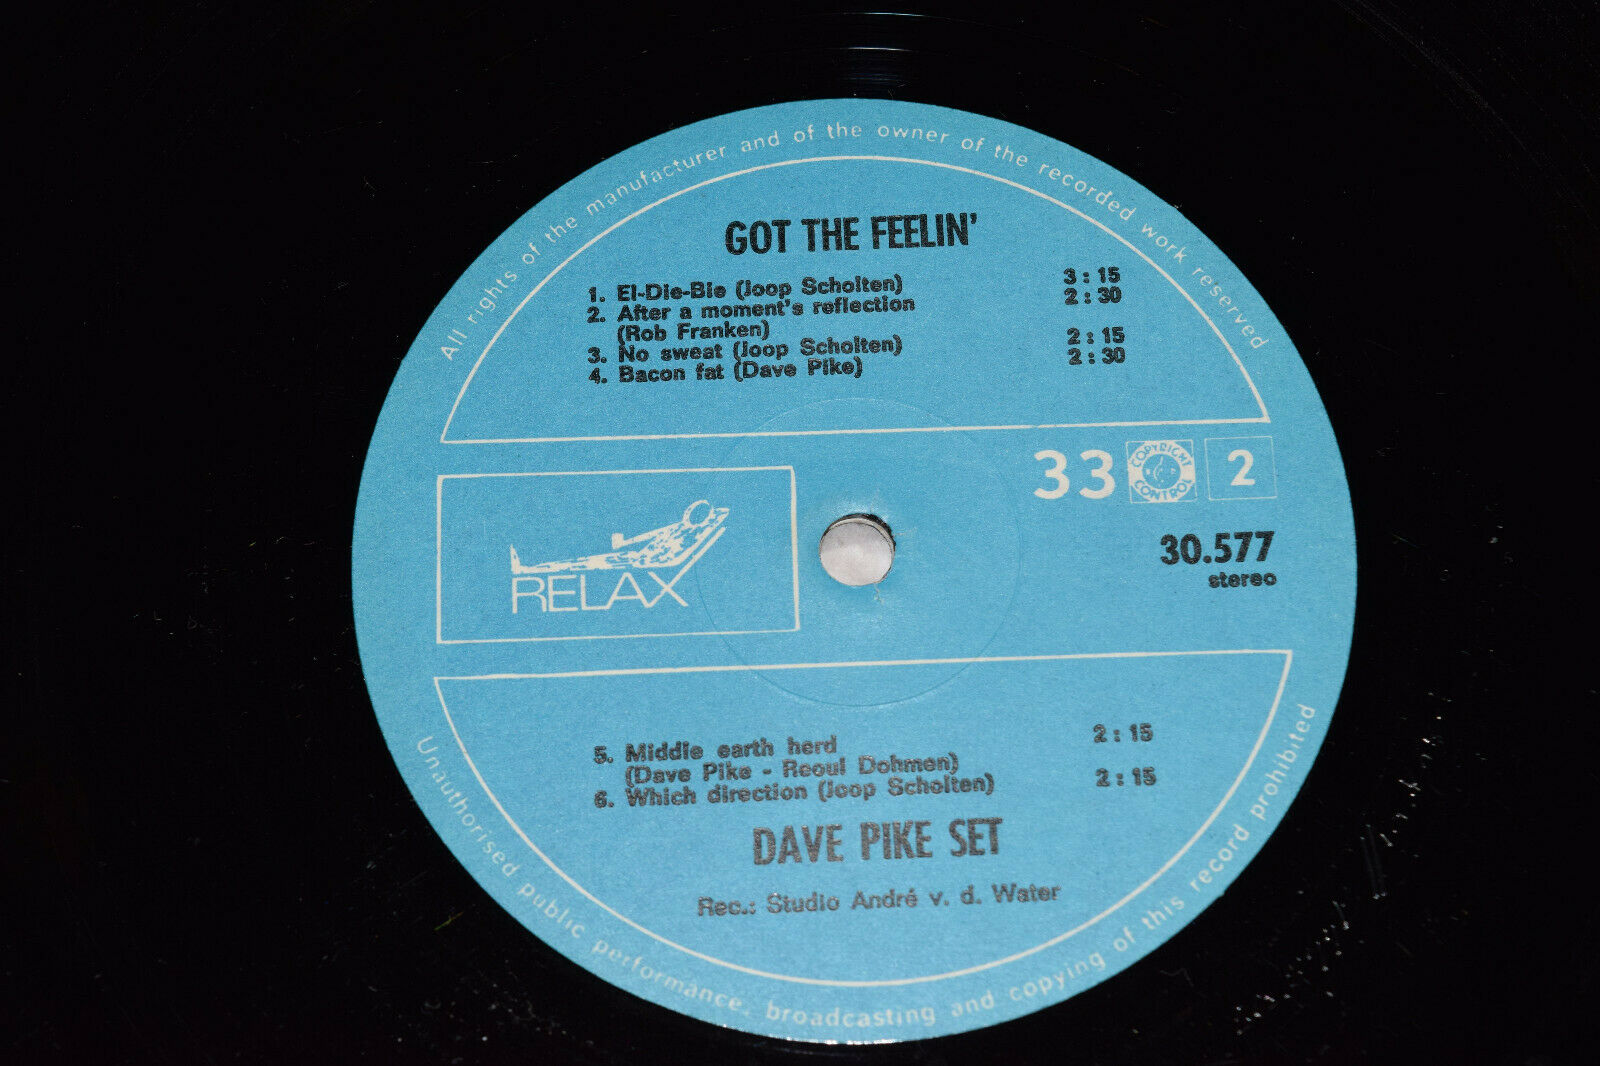 All rights of the manufacturer and of the owner of the recorded work reserved
GOT THE FEELIN'
1. El-Die-Bie (Joop Scholten) 3:15
2. After a moment's reflection 2:30
(Rob Franken)
3. No sweat (Joop Scholten) 2:15
4. Bacon fat (Dave Pike) 2:30
33 COPYRIGHT CONTROL 2
RELAX
30.577
stereo
5. Middle earth herd 2:15
(Dave Pike - Reoul Dohmen)
6. Which direction (Joop Scholten) 2:15
DAVE PIKE SET
Rec.: Studio André v. d. Water
Unauthorised public performance, broadcasting and copying of this record prohibited